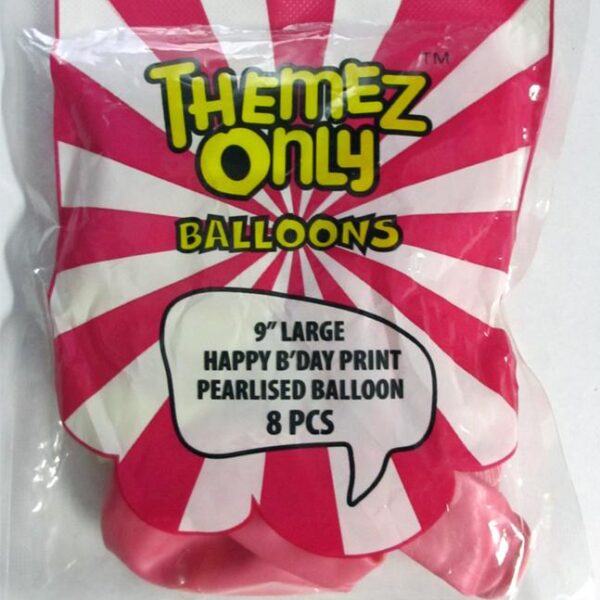 THEMEZ TM
ONLY
BALLOONS
9" LARGE
HAPPY B'DAY PRINT
PEARLISED BALLOON
8 PCS